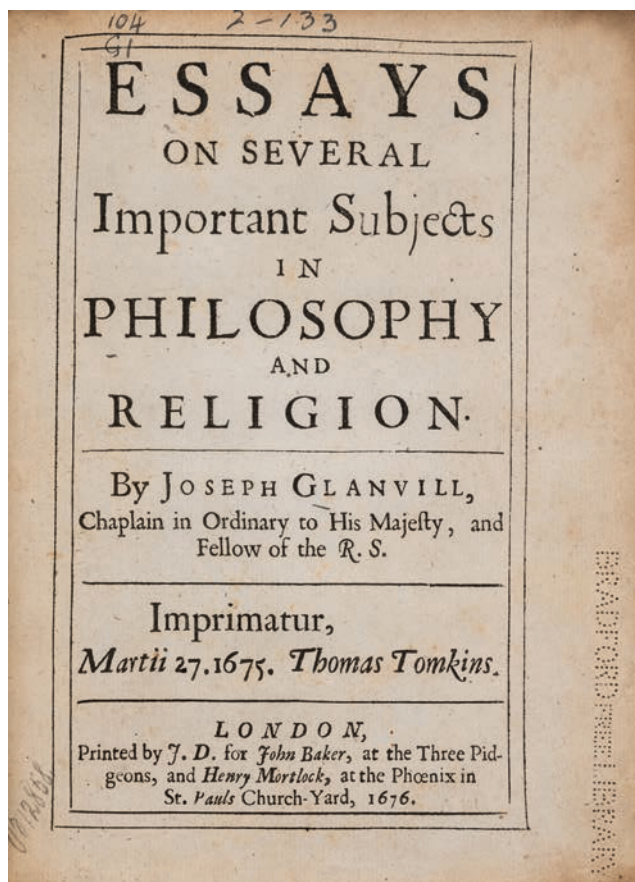 104
G1
2-133
ESSAYS
ON SEVERAL
Important Subjects
IN
PHILOSOPHY
AND
RELIGION.
By JOSEPH GLANVILL,
Chaplain in Ordinary to His Majeſty, and
Fellow of the R. S.
Imprimatur,
Martii 27.1675. Thomas Tomkins.
LONDON,
Printed by J. D. for John Baker, at the Three Pid-
geons, and Henry Mortlock, at the Phœnix in
St. Pauls Church-Yard, 1676.
BRADFORD FREE LIBRARY